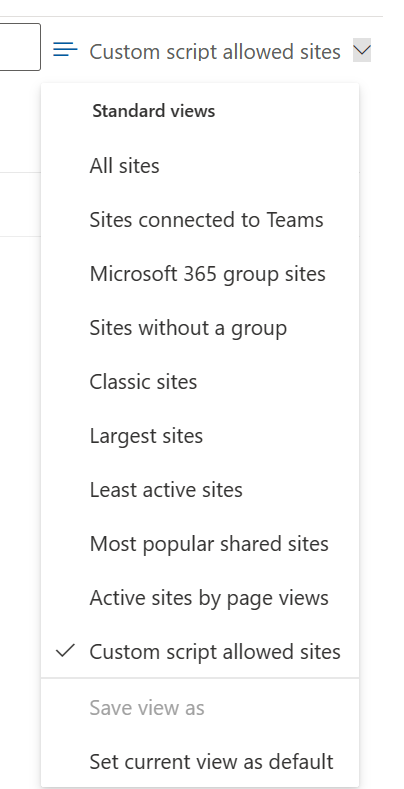 Custom script allowed sites
Standard views
All sites
Sites connected to Teams
Microsoft 365 group sites
Sites without a group
Classic sites
Largest sites
Least active sites
Most popular shared sites
Active sites by page views
Custom script allowed sites
Save view as
Set current view as default